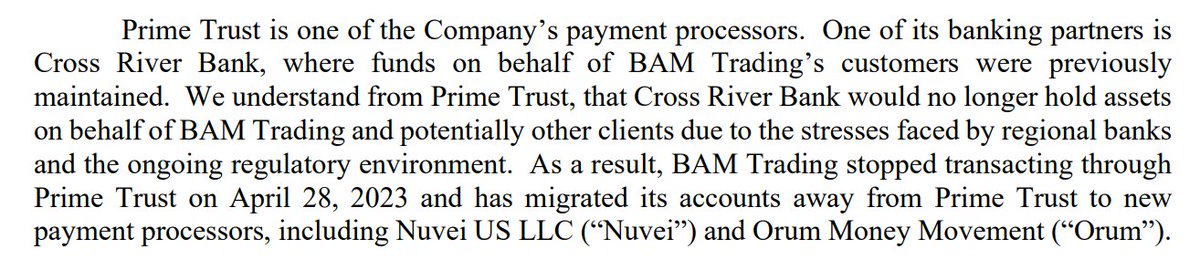 Prime Trust is one of the Company’s payment processors. One of its banking partners is
Cross River Bank, where funds on behalf of BAM Trading’s customers were previously
maintained. We understand from Prime Trust, that Cross River Bank would no longer hold assets
on behalf of BAM Trading and potentially other clients due to the stresses faced by regional banks
and the ongoing regulatory environment. As a result, BAM Trading stopped transacting through
Prime Trust on April 28, 2023 and has migrated its accounts away from Prime Trust to new
payment processors, including Nuvei US LLC (“Nuvei”) and Orum Money Movement (“Orum”).